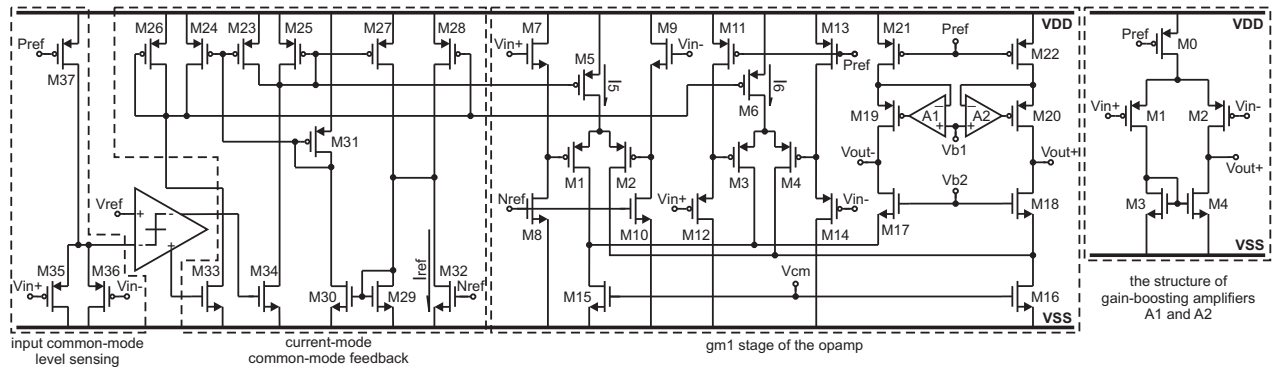 M26 M24 M23 M25 M27 M28 M7 M9 M11 M13 M21 Pref VDD VDD
Pref M37 Vin+ Vin- Pref M22 Pref M0
M5 I5 M6 I6
M19 A1 A2 M20 Vin+ M1 M2 Vin-
M31 Vb1
M1 M2 M3 M4 Vout- Vout+ Vout+
Vref Nref Vin+ Vin- Vb2 M3 M4
M8 M10 M12 M14 M17 M18
VSS
M35 M36 M33 M34 Iref M32 Vcm
Vin+ Vin- M30 M29 Nref M15 M16
VSS
input common-mode
level sensing
current-mode
common-mode feedback
gm1 stage of the opamp
the structure of
gain-boosting amplifiers
A1 and A2